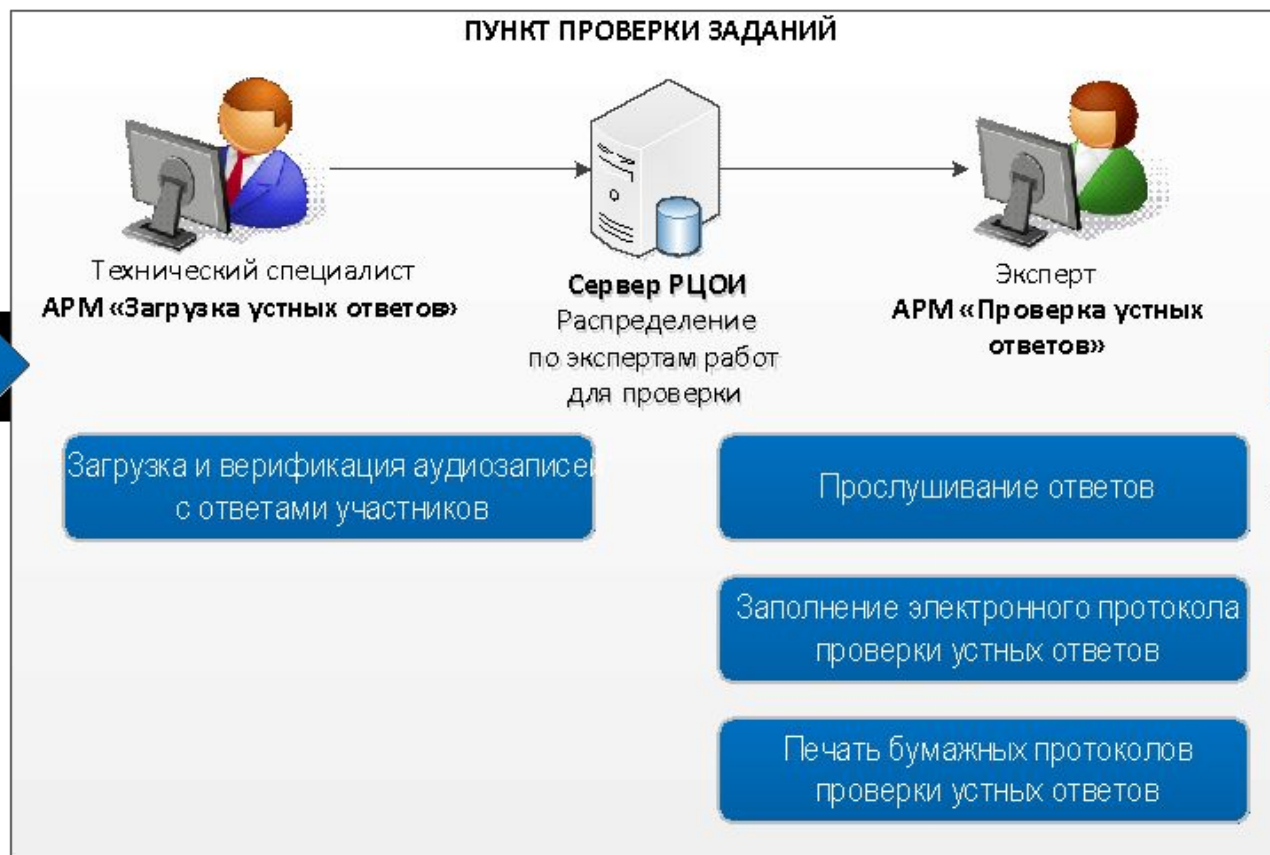 ПУНКТ ПРОВЕРКИ ЗАДАНИЙ
Технический специалист
АРМ «Загрузка устных ответов»
Сервер РЦОИ
Распределение
по экспертам работ
для проверки
Эксперт
АРМ «Проверка устных
ответов»
Загрузка и верификация аудиозаписей
с ответами участников
Прослушивание ответов
Заполнение электронного протокола
проверки устных ответов
Печать бумажных протоколов
проверки устных ответов